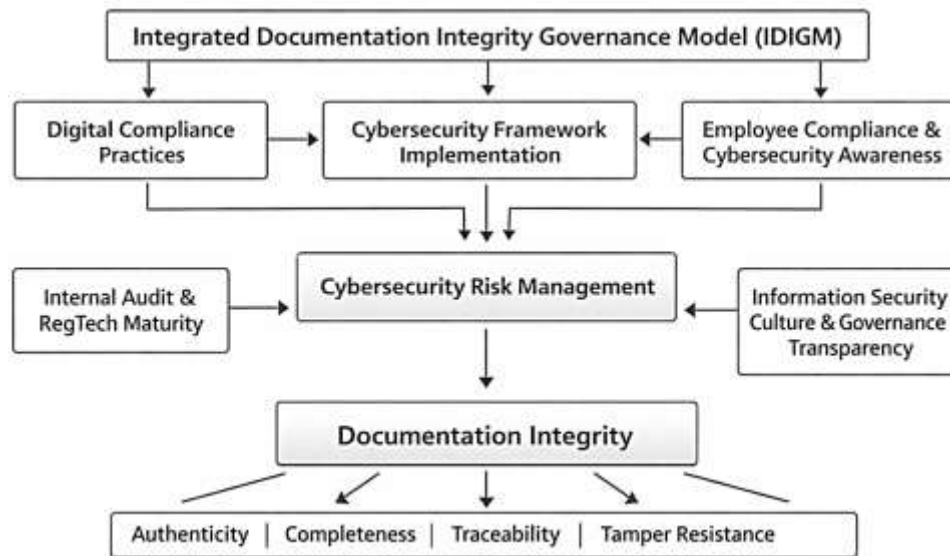 Integrated Documentation Integrity Governance Model (IDIGM)
Digital Compliance
Practices
Cybersecurity Framework
Implementation
Employee Compliance &
Cybersecurity Awareness
Internal Audit &
RegTech Maturity
Cybersecurity Risk Management
Information Security
Culture & Governance
Transparency
Documentation Integrity
Authenticity | Completeness | Traceability | Tamper Resistance